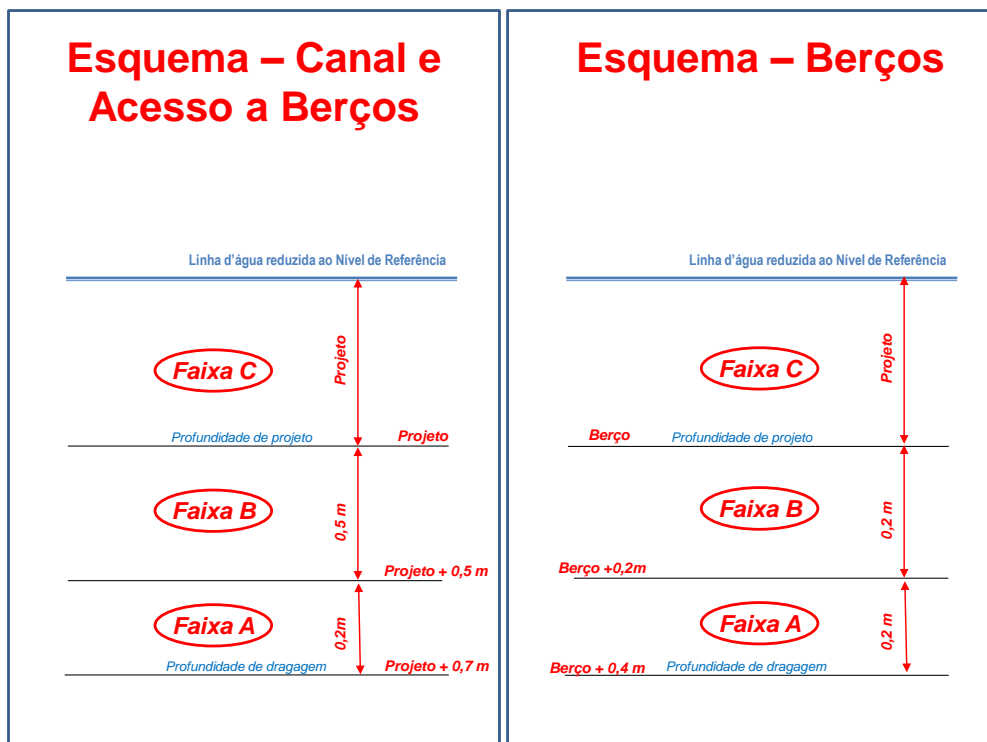 Esquema – Canal e
Acesso a Berços
Linha d'água reduzida ao Nível de Referência
Projeto
Faixa C
Profundidade de projeto
Projeto
Faixa B
0,5 m
Projeto + 0,5 m
Faixa A
0,2m
Profundidade de dragagem
Projeto + 0,7 m
Esquema – Berços
Linha d'água reduzida ao Nível de Referência
Projeto
Faixa C
Berço
Profundidade de projeto
Faixa B
0,2 m
Berço +0,2m
Faixa A
0,2 m
Berço + 0,4 m
Profundidade de dragagem